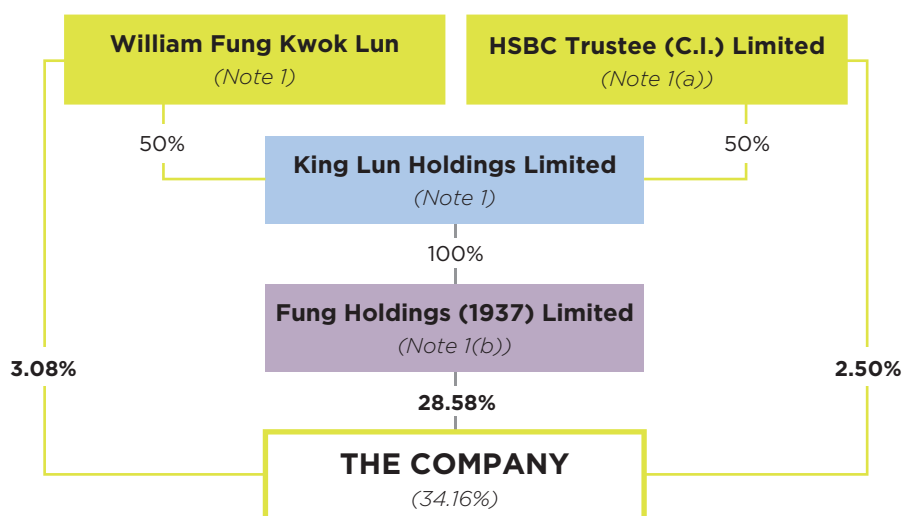 William Fung Kwok Lun
(Note 1)
HSBC Trustee (C.I.) Limited
(Note 1(a))
50%
50%
King Lun Holdings Limited
(Note 1)
100%
Fung Holdings (1937) Limited
(Note 1(b))
3.08%
2.50%
28.58%
THE COMPANY
(34.16%)